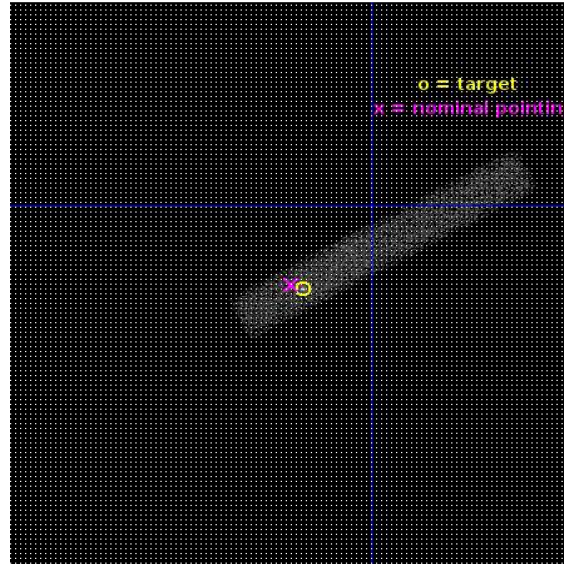 o = target
x = nominal pointin